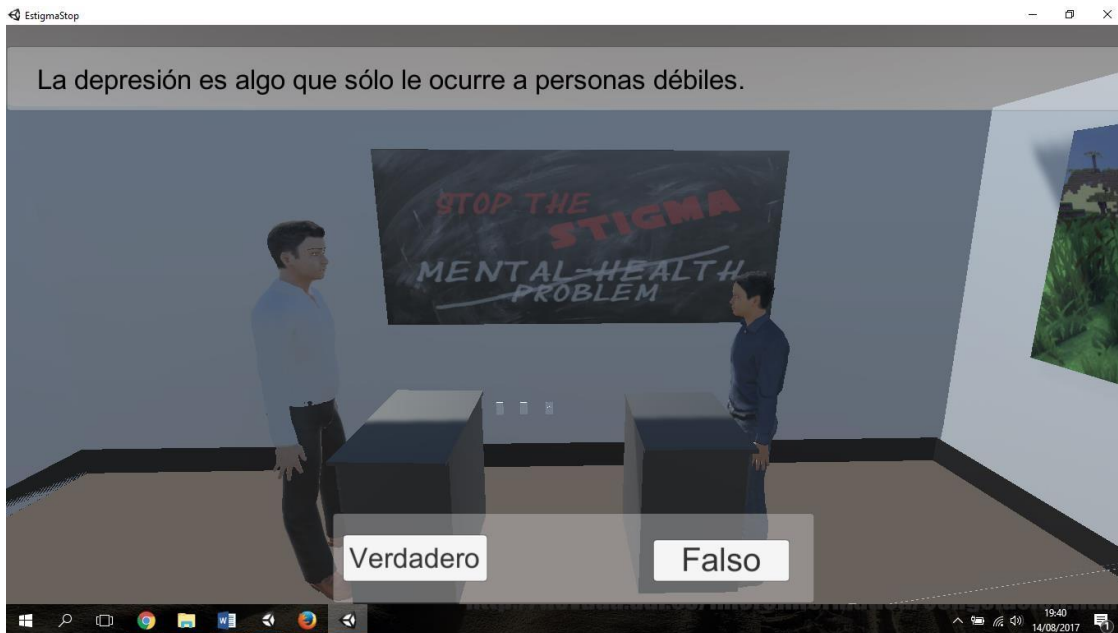 EstigmaStop
La depresión es algo que sólo le ocurre a personas débiles.
STOP THE
STIGMA
MENTAL-HEALTH
PROBLEM
Verdadero
Falso
19:40
14/08/2017